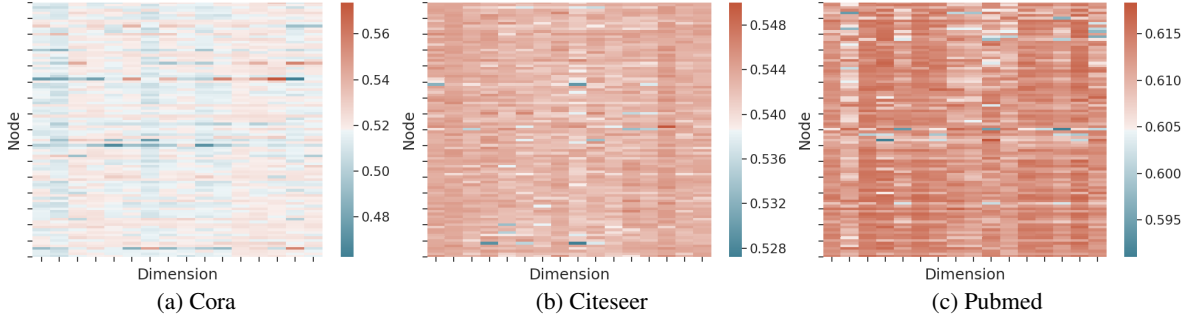 Node
0.56
0.54
0.52
0.50
0.48
Dimension
(a) Cora
Node
0.548
0.544
0.540
0.536
0.532
0.528
Dimension
(b) Citeseer
Node
0.615
0.610
0.605
0.600
0.595
Dimension
(c) Pubmed